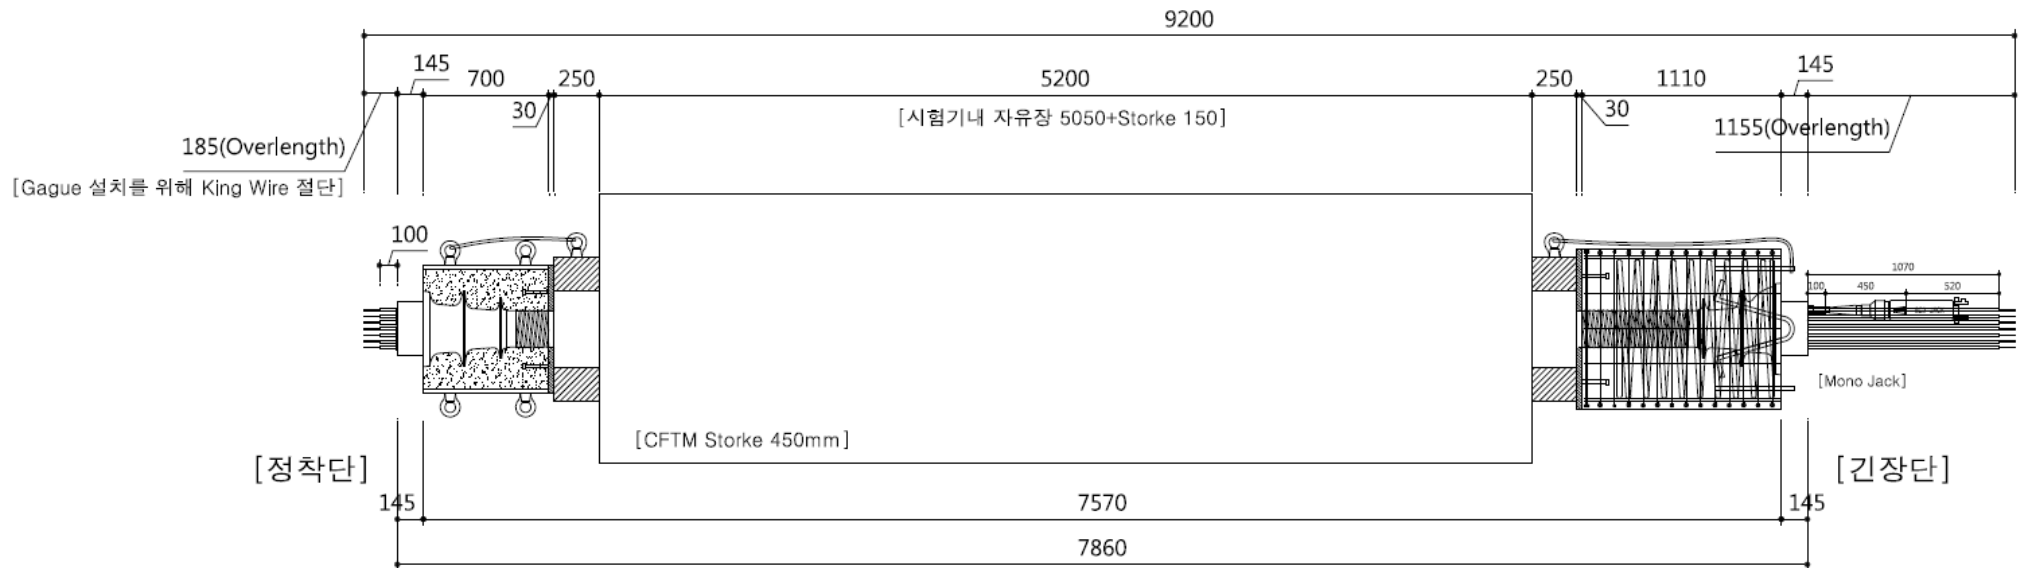 9200
145
700
250
5200
250
1110
145
30
[시험기내 자유장 5050+Storke 150]
30
1155(Overlength)
185(Overlength)
[Gague 설치를 위해 King Wire 절단]
100
1070
100
450
520
[Mono Jack]
[CFTM Storke 450mm]
[정착단]
[긴장단]
145
7570
145
7860